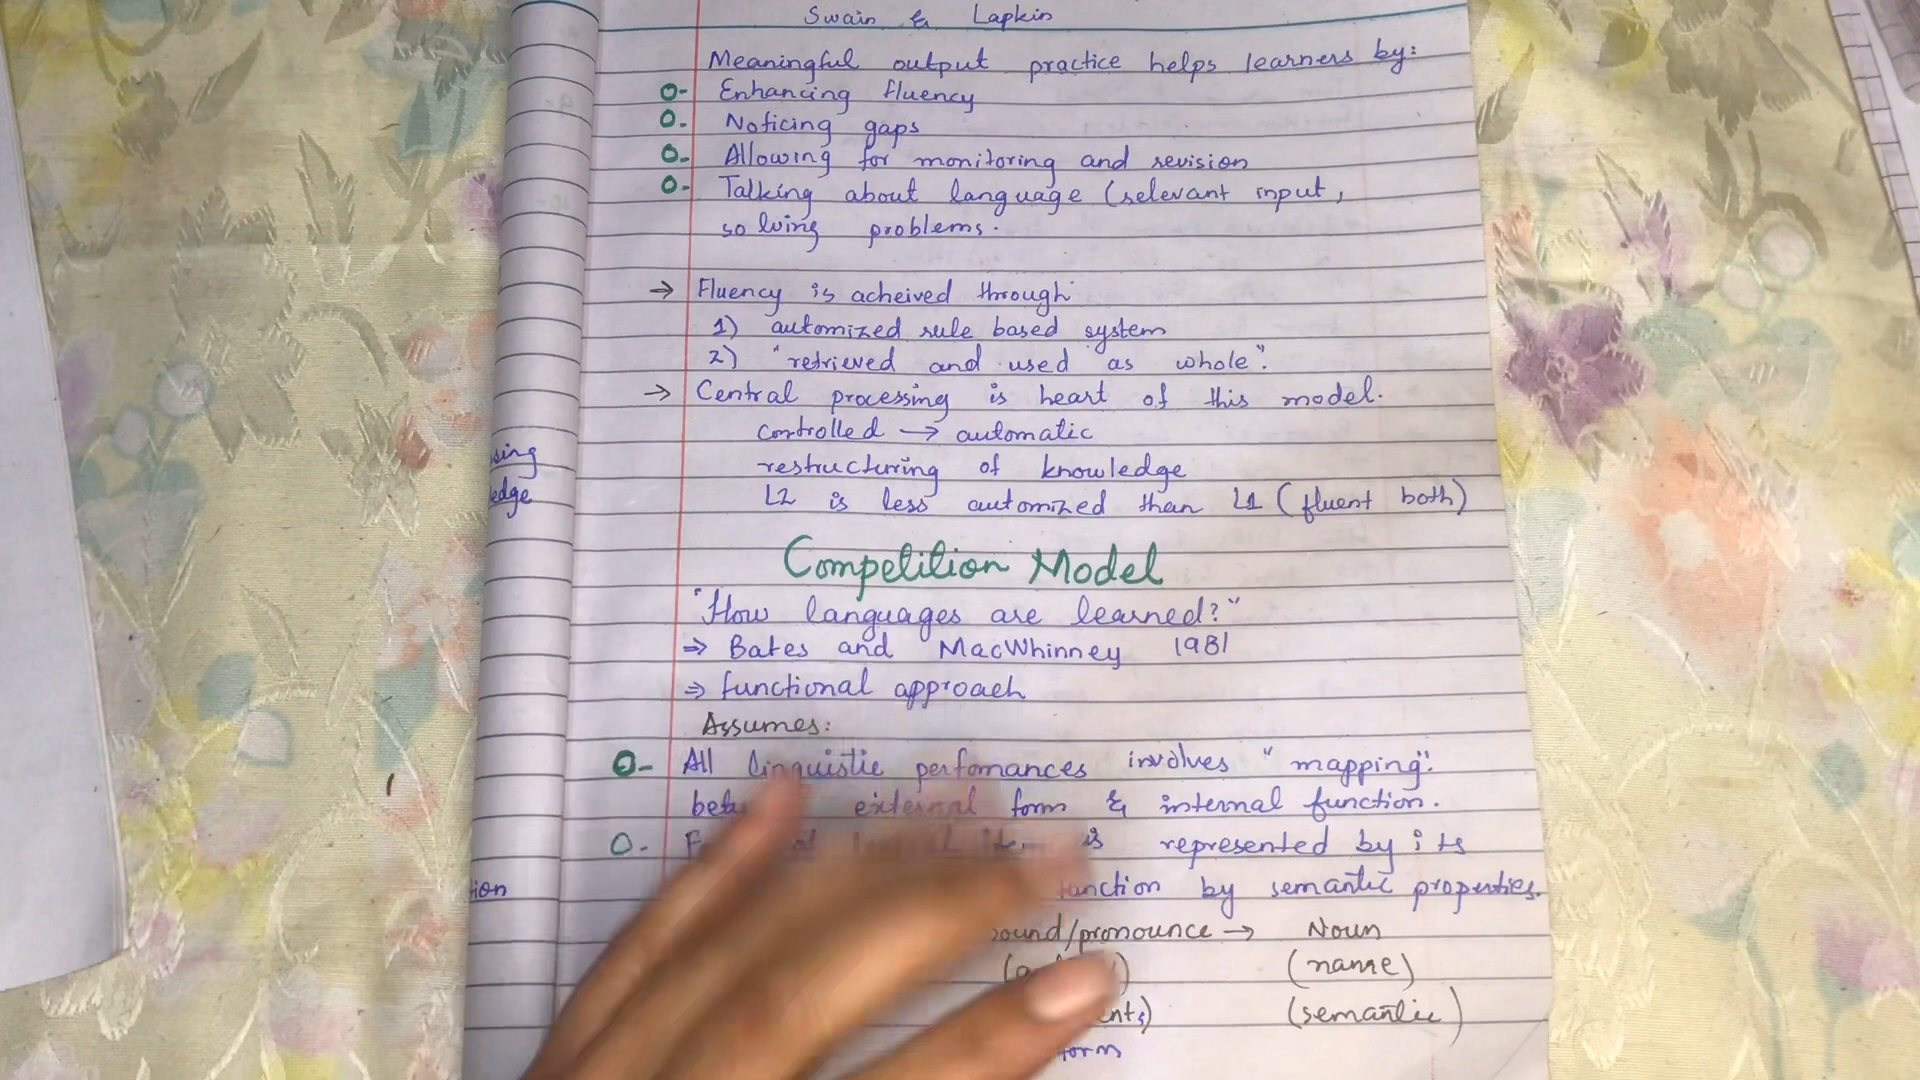 Swain & Lapkin
Meaningful output practice helps learners by:
O- Enhancing fluency
O. Noticing gaps
O- Allowing for monitoring and revision
O- Talking about language (relevant input,
solving problems.
→ Fluency is acheived through
1) automized rule based system
2) "retrieved and used as whole".
→ Central processing is heart of this model.
controlled → automatic
restructuring of knowledge
L2 is less automized than L1 (fluent both)
Competition Model
"How languages are learned?"
⇒ Bates and MacWhinney 1981
⇒ functional approach
Assumes:
O- All linguistic perfomances involves "mapping".
external form & internal function.
O. is represented by its
function by semantic properties.
sound/pronounce → Noun
(name)
(semantic)
form